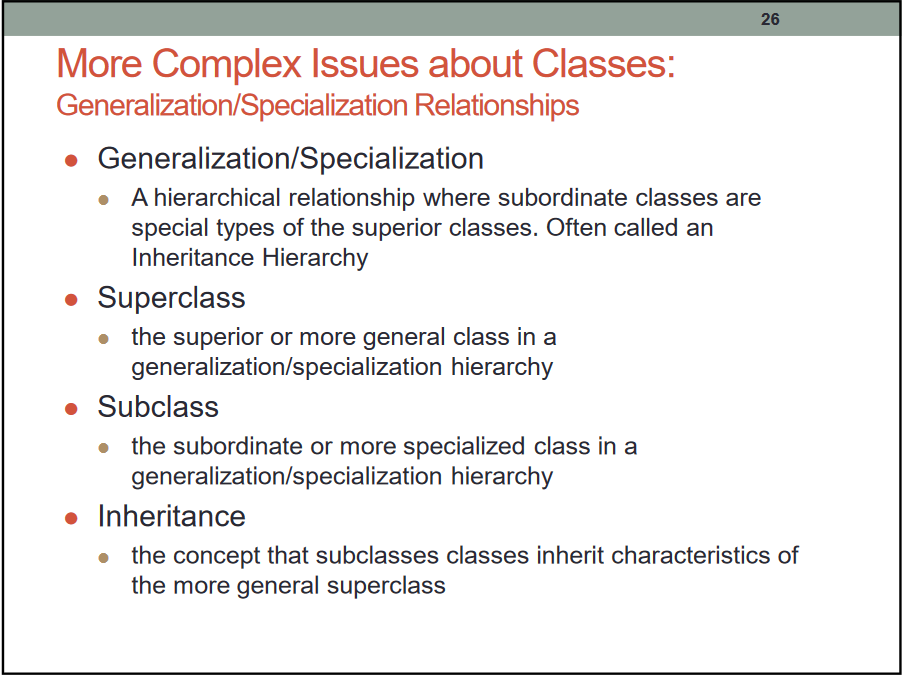 26
More Complex Issues about Classes:
Generalization/Specialization Relationships
Generalization/Specialization
A hierarchical relationship where subordinate classes are
special types of the superior classes. Often called an
Inheritance Hierarchy
Superclass
the superior or more general class in a
generalization/specialization hierarchy
Subclass
the subordinate or more specialized class in a
generalization/specialization hierarchy
Inheritance
the concept that subclasses classes inherit characteristics of
the more general superclass